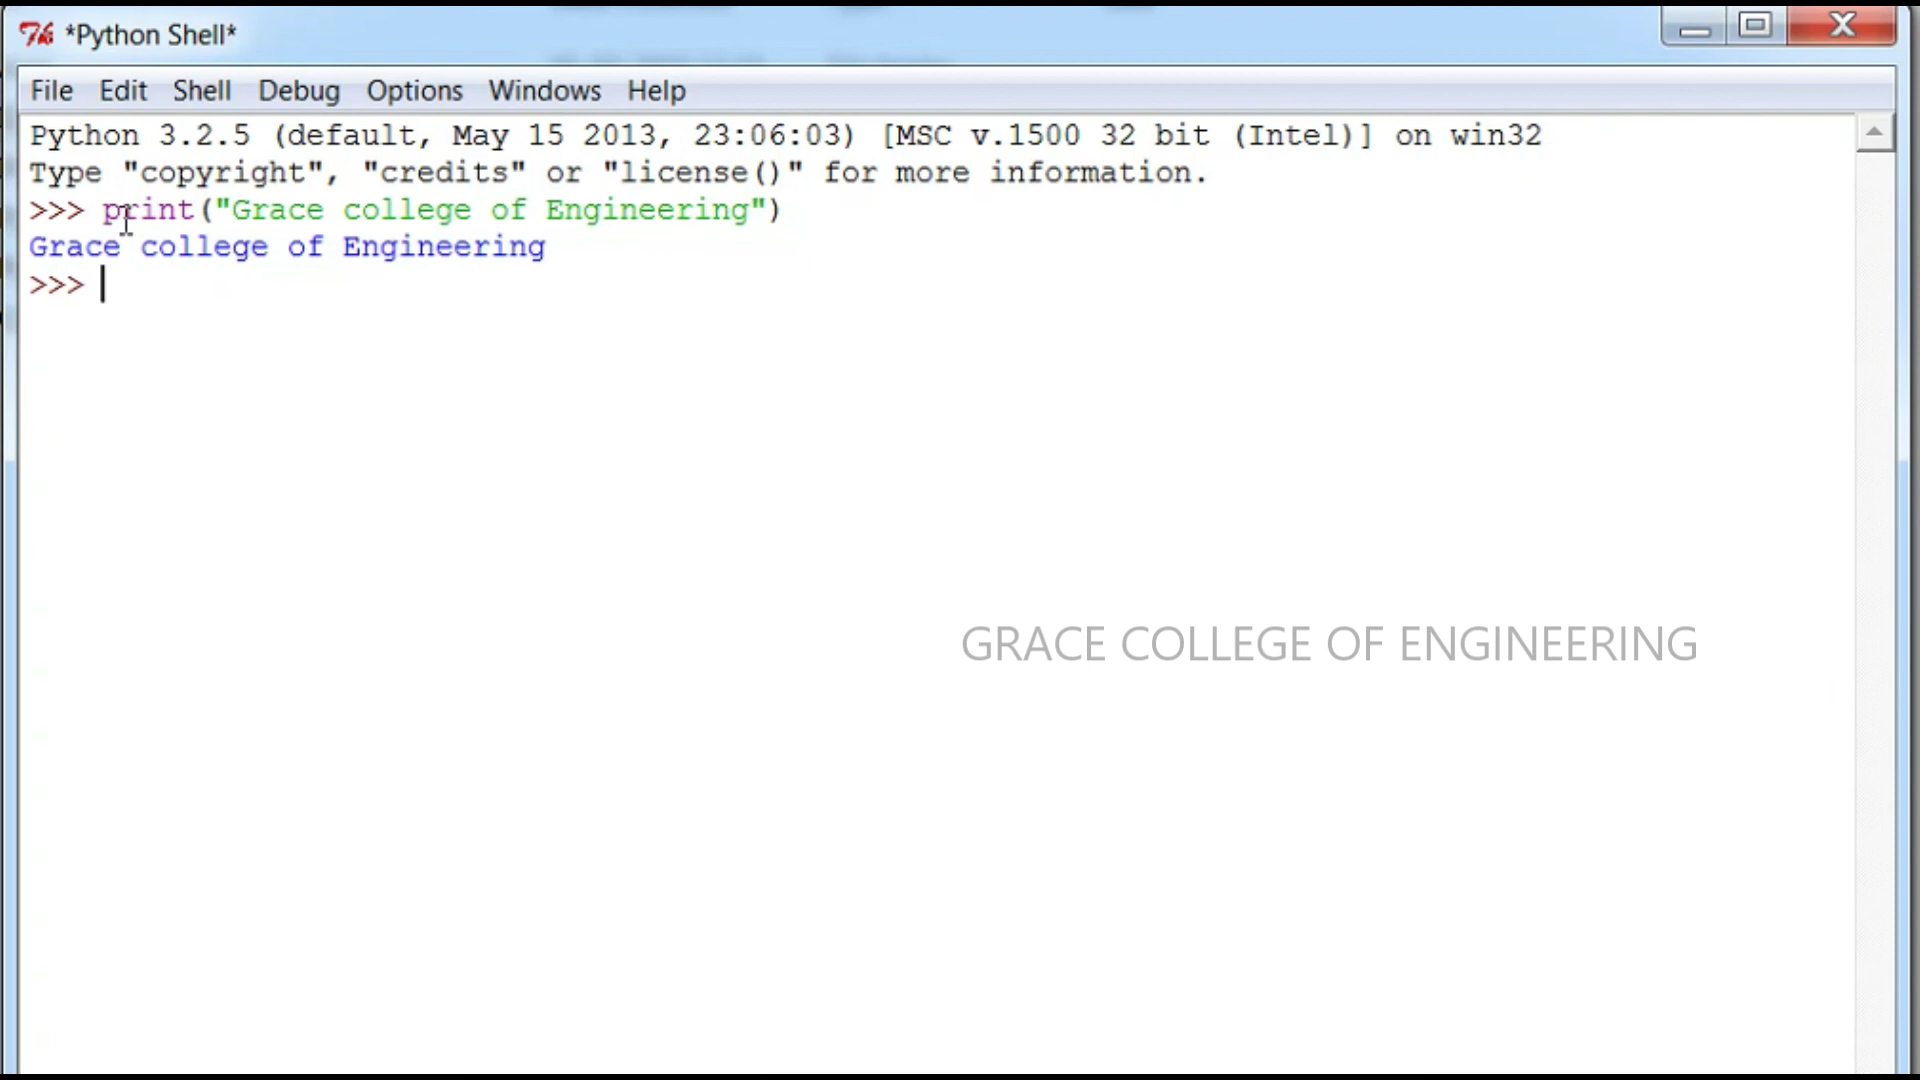 *Python Shell*
File Edit Shell Debug Options Windows Help
Python 3.2.5 (default, May 15 2013, 23:06:03) [MSC v.1500 32 bit (Intel)] on win32
Type "copyright", "credits" or "license()" for more information.
>>> print("Grace college of Engineering")
Grace college of Engineering
>>>
GRACE COLLEGE OF ENGINEERING